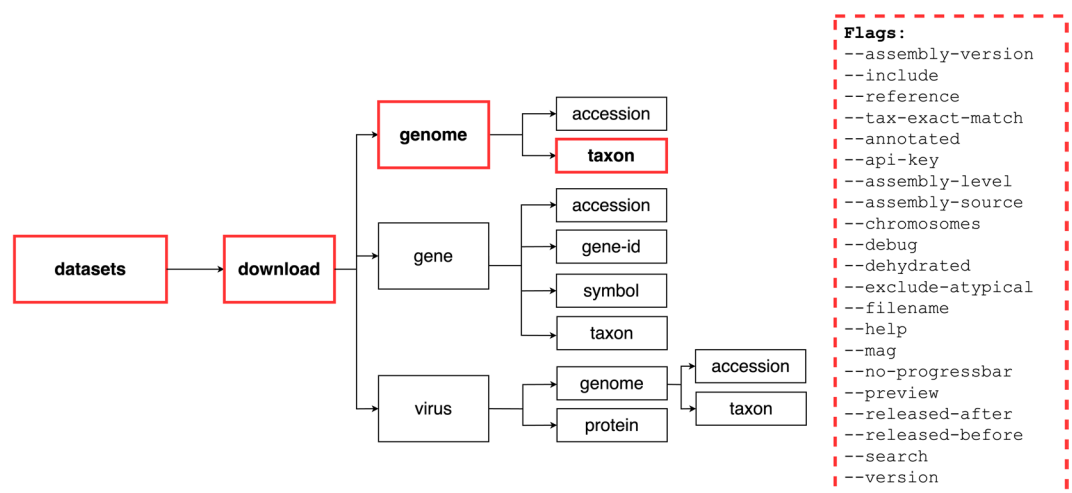 datasets
download
genome
accession
taxon
gene
accession
gene-id
symbol
taxon
virus
genome
accession
taxon
protein
Flags:
--assembly-version
--include
--reference
--tax-exact-match
--annotated
--api-key
--assembly-level
--assembly-source
--chromosomes
--debug
--dehydrated
--exclude-atypical
--filename
--help
--mag
--no-progressbar
--preview
--released-after
--released-before
--search
--version